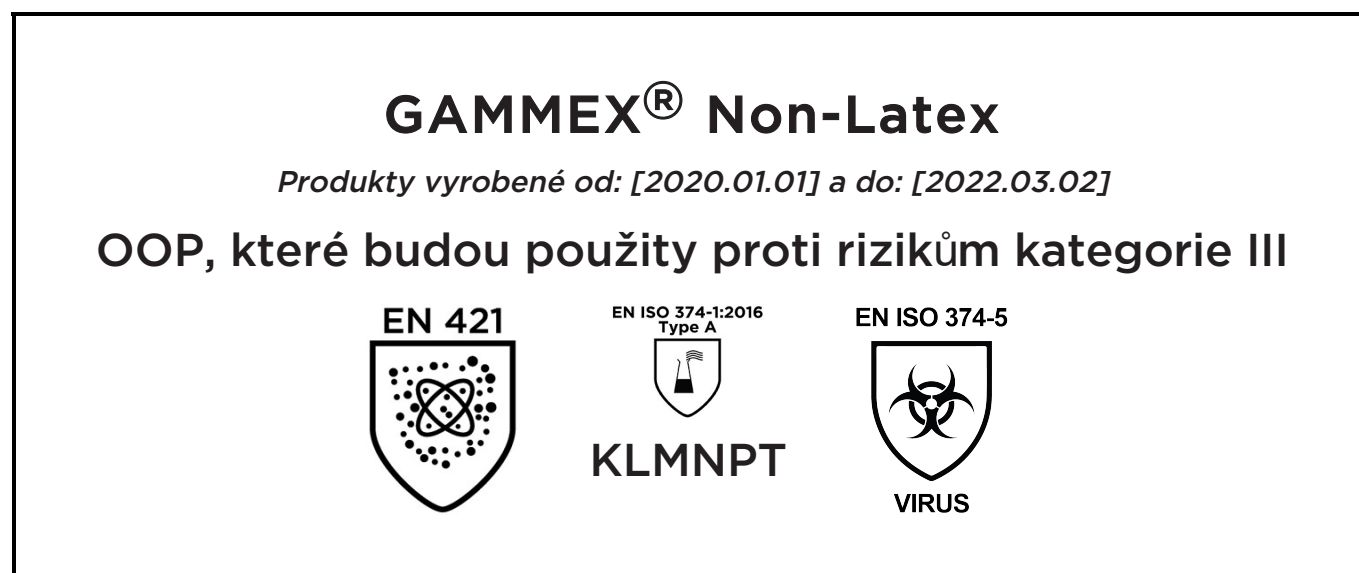 GAMMEX® Non-Latex
Produkty vyrobené od: [2020.01.01] a do: [2022.03.02]
OOP, které budou použity proti rizikům kategorie III
EN 421
EN ISO 374-1:2016
Type A
KLMNPT
EN ISO 374-5
VIRUS